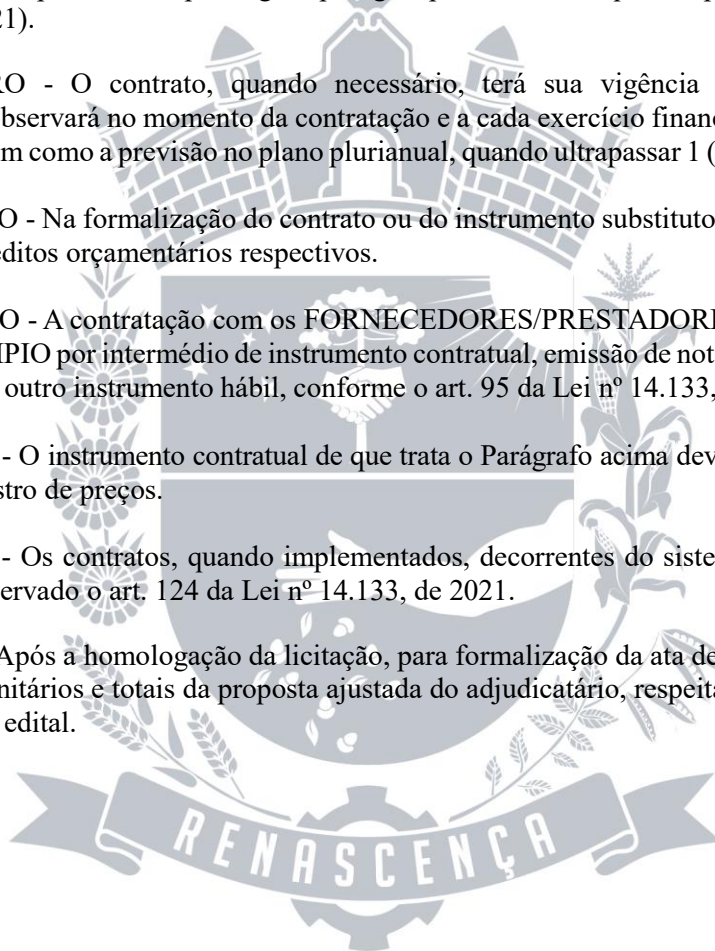 21).
RO - O contrato, quando necessário, terá sua vigência
bservará no momento da contratação e a cada exercício financ
m como a previsão no plano plurianual, quando ultrapassar 1 (
O - Na formalização do contrato ou do instrumento substituto
éditos orçamentários respectivos.
O - A contratação com os FORNECEDORES/PRESTADORE
IPIO por intermédio de instrumento contratual, emissão de not
outro instrumento hábil, conforme o art. 95 da Lei nº 14.133,
- O instrumento contratual de que trata o Parágrafo acima dev
stro de preços.
- Os contratos, quando implementados, decorrentes do siste
ervado o art. 124 da Lei nº 14.133, de 2021.
Após a homologação da licitação, para formalização da ata de
nitários e totais da proposta ajustada do adjudicatário, respeita
edital.
RENASCENÇA